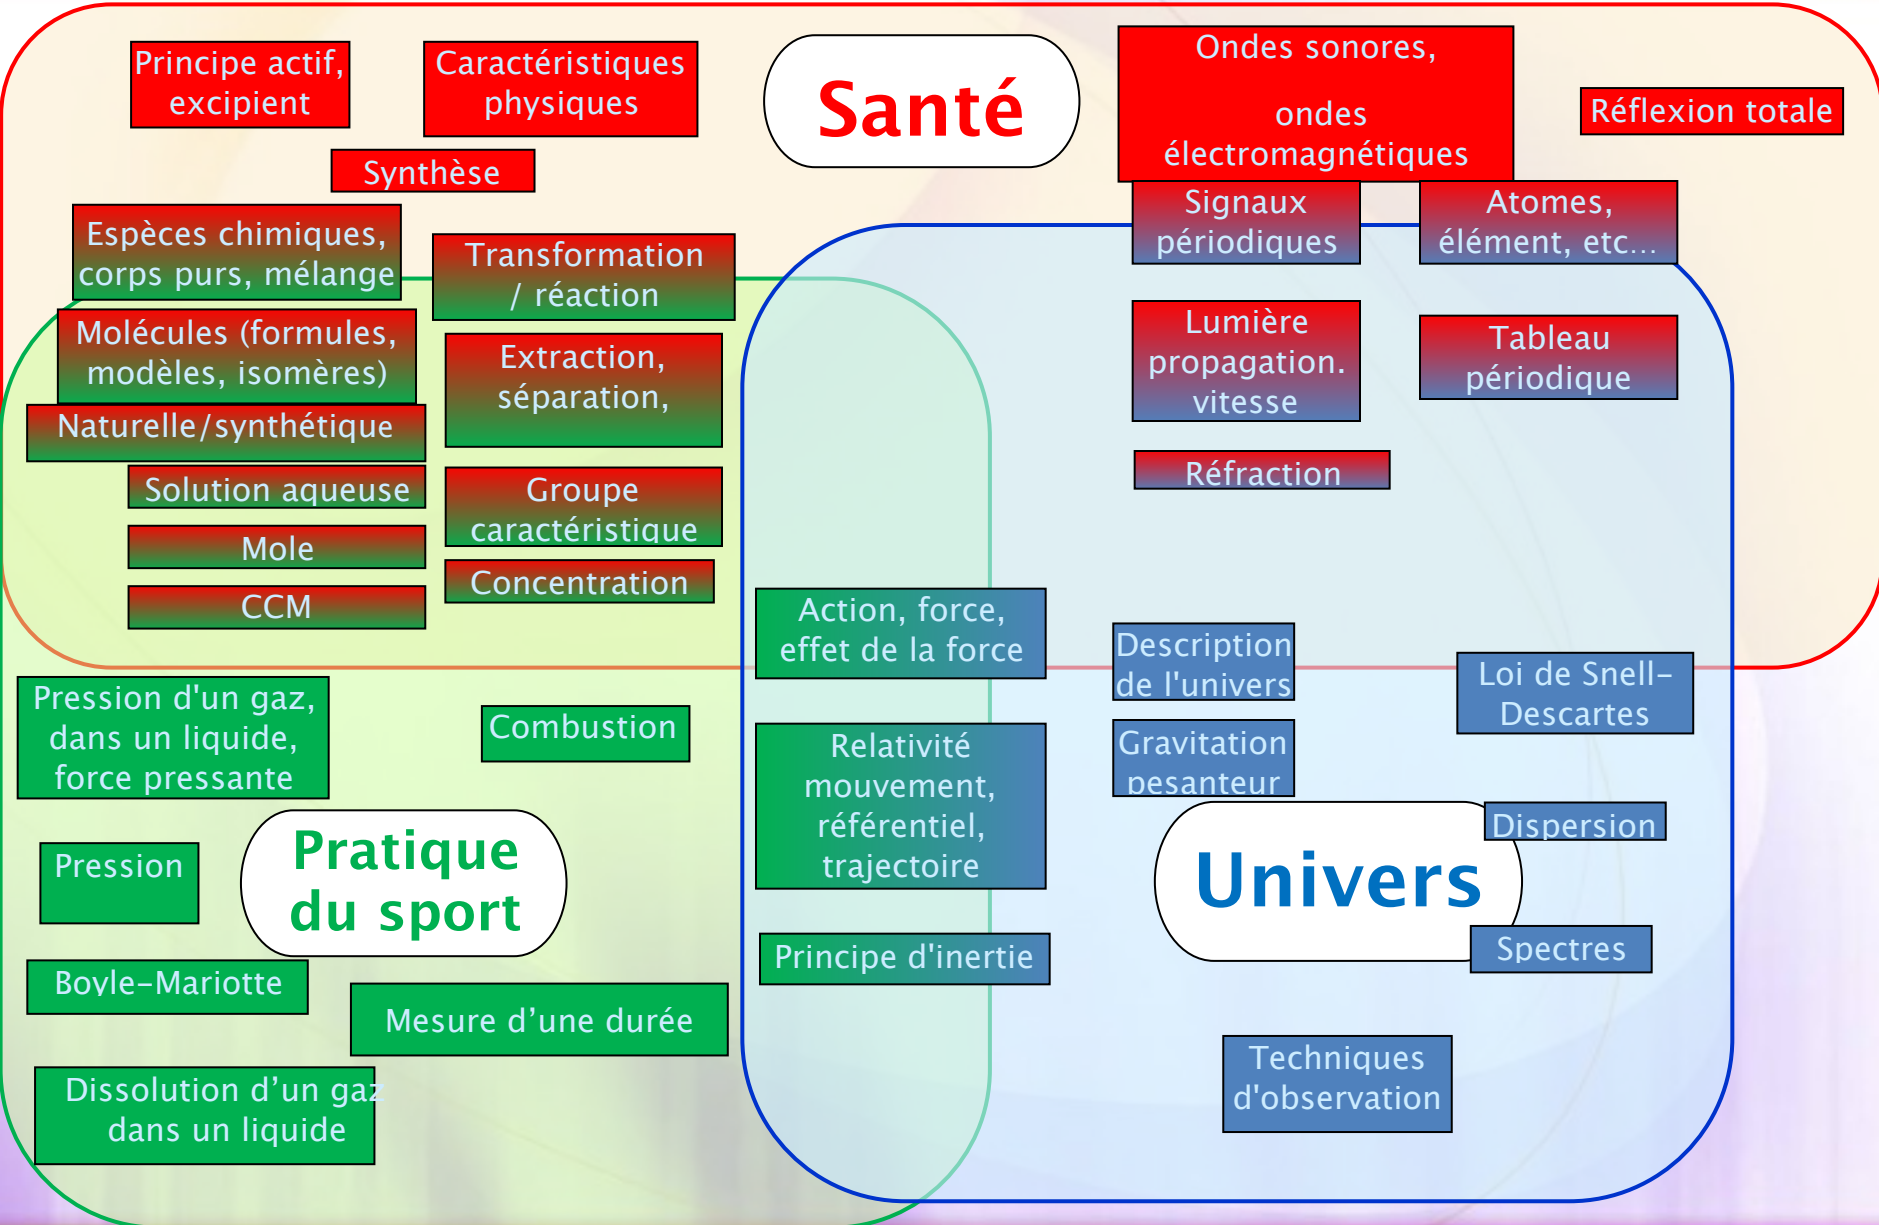 Principe actif,
excipient
Caractéristiques
physiques
Santé
Ondes sonores,
ondes
électromagnétiques
Réflexion totale
Synthèse
Signaux
périodiques
Atomes,
élément, etc...
Espèces chimiques,
corps purs, mélange
Transformation
/ réaction
Molécules (formules,
modèles, isomères)
Extraction,
séparation,
Lumière
propagation.
vitesse
Tableau
périodique
Naturelle/synthétique
Solution aqueuse
Groupe
caractéristique
Réfraction
Mole
Concentration
CCM
Action, force,
effet de la force
Description
de l'univers
Loi de Snell-
Descartes
Pression d'un gaz,
dans un liquide,
force pressante
Combustion
Relativité
mouvement,
référentiel,
trajectoire
Gravitation
pesanteur
Pression
Pratique
du sport
Univers
Dispersion
Principe d'inertie
Spectres
Boyle-Mariotte
Mesure d’une durée
Dissolution d’un gaz
dans un liquide
Techniques
d'observation